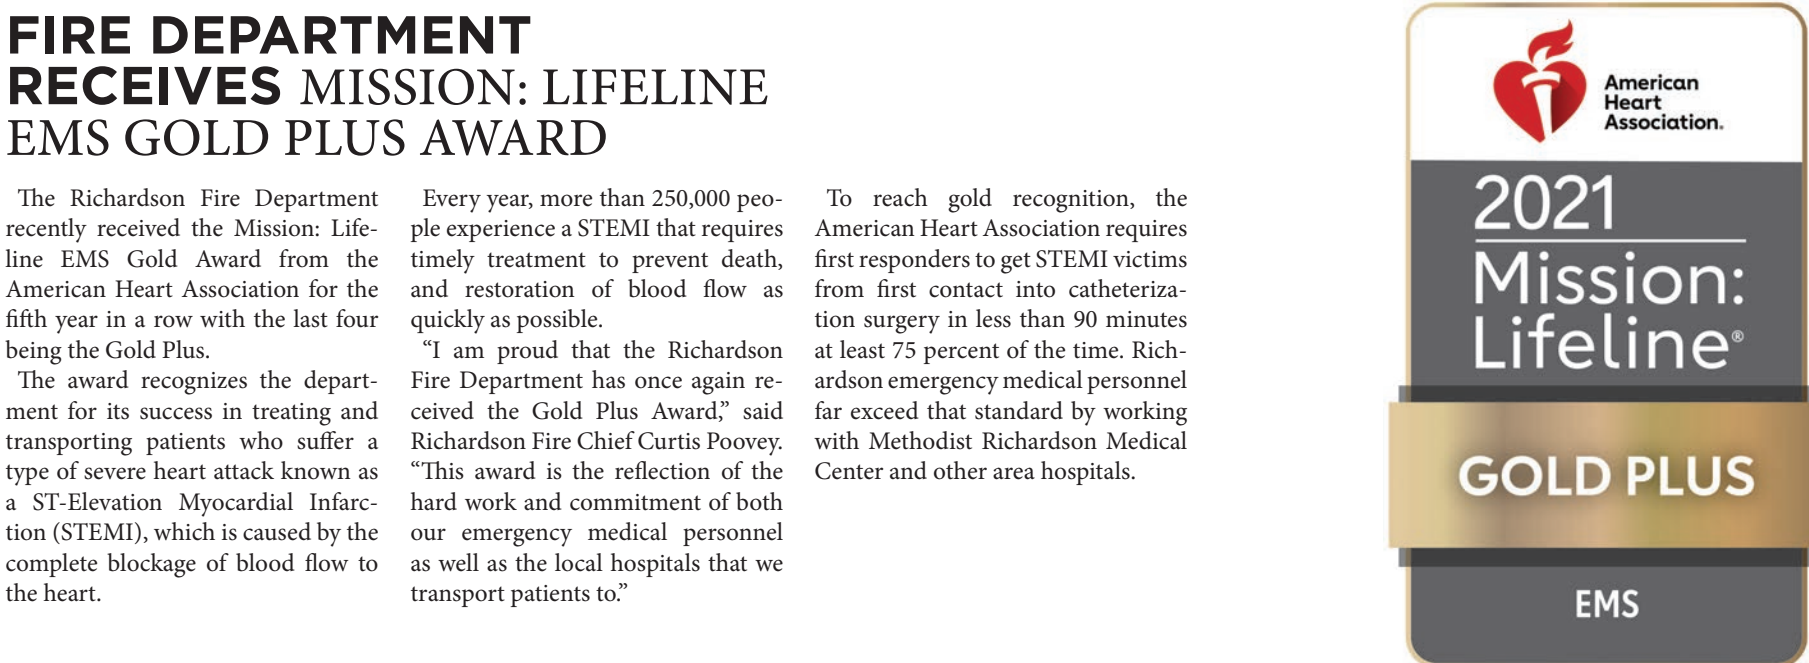 FIRE DEPARTMENT
RECEIVES MISSION: LIFELINE
EMS GOLD PLUS AWARD
The Richardson Fire Department
recently received the Mission: Life-
line EMS Gold Award from the
American Heart Association for the
fifth year in a row with the last four
being the Gold Plus.
The award recognizes the depart-
ment for its success in treating and
transporting patients who suffer a
type of severe heart attack known as
a ST-Elevation Myocardial Infarc-
tion (STEMI), which is caused by the
complete blockage of blood flow to
the heart.
Every year, more than 250,000 peo-
ple experience a STEMI that requires
timely treatment to prevent death,
and restoration of blood flow as
quickly as possible.
“I am proud that the Richardson
Fire Department has once again re-
ceived the Gold Plus Award,” said
Richardson Fire Chief Curtis Poovey.
“This award is the reflection of the
hard work and commitment of both
our emergency medical personnel
as well as the local hospitals that we
transport patients to.”
To reach gold recognition, the
American Heart Association requires
first responders to get STEMI victims
from first contact into catheteriza-
tion surgery in less than 90 minutes
at least 75 percent of the time. Rich-
ardson emergency medical personnel
far exceed that standard by working
with Methodist Richardson Medical
Center and other area hospitals.
American
Heart
Association.
2021
Mission:
Lifeline®
GOLD PLUS
EMS